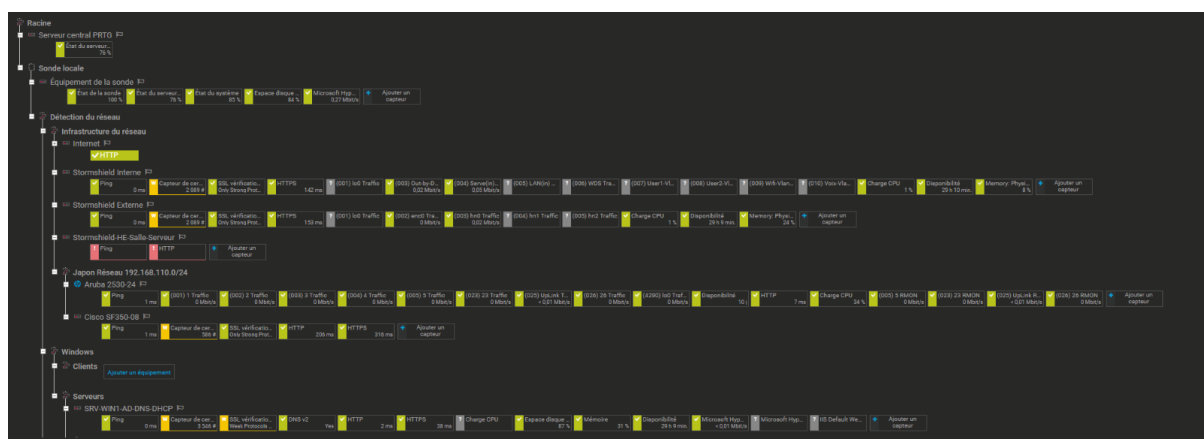 Racine
Serveur central PRTG
État du serveur...
76 %
Sonde locale
Équipement de la sonde
État de la sonde État du serveur... État du système Espace disque ... Microsoft Hyp... Ajouter un capteur
100 % 76 % 83 % 84 % 0,27 Mbit/s
Détection du réseau
Infrastructure du réseau
Internet
HTTP
Stormshield Interne
Ping Capteur de cer... SSL vérificatio... HTTPS (001) lo0 Traffic (003) Out-by-D... (004) Serve(in)... (005) LAN(in) ... (006) WDS Tra... (007) User1-Vl... (008) User2-Vl... (009) Wifi-Vlan... (010) Voix-Vla... Charge CPU Disponibilité Memory: Physi... Ajouter un capteur
0 ms 2 089 # Only Strong Prot... 142 ms 0,02 Mbit/s 0,05 Mbit/s 1 % 29 h 10 min. 8 %
Stormshield Externe
Ping Capteur de cer... SSL vérificatio... HTTPS (001) lo0 Traffic (002) enc0 Tra... (003) hn0 Traffic (004) hn1 Traffic (005) hn2 Traffic Charge CPU Disponibilité Memory: Physi... Ajouter un capteur
0 ms 2 089 # Only Strong Prot... 153 ms 0 Mbit/s 0,02 Mbit/s 1 % 29 h 9 min. 24 %
Stormshield-HE-Salle-Serveur
Ping HTTP Ajouter un capteur
Japon Réseau 192.168.110.0/24
Aruba 2530-24
Ping (001) 1 Traffic (002) 2 Traffic (003) 3 Traffic (004) 4 Traffic (005) 5 Traffic (023) 23 Traffic (025) UpLink T... (026) 26 Traffic (4200) lo0 Traf... Disponibilité HTTP Charge CPU (005) 5 RMON (023) 23 RMON (025) UpLink R... (026) 26 RMON Ajouter un capteur
1 ms 0 Mbit/s 0 Mbit/s 0 Mbit/s 0 Mbit/s 0 Mbit/s 0 Mbit/s < 0,01 Mbit/s 0 Mbit/s 0 Mbit/s 10 j 7 ms 34 % 0 Mbit/s 0 Mbit/s < 0,01 Mbit/s 0 Mbit/s
Cisco SF350-08
Ping Capteur de cer... SSL vérificatio... HTTP HTTPS Ajouter un capteur
1 ms 586 # Only Strong Prot... 206 ms 316 ms
Windows
Clients
Ajouter un équipement
Serveurs
SRV-WIN1-AD-DNS-DHCP
Ping Capteur de cer... SSL vérificatio... DNS v2 HTTP HTTPS Charge CPU Espace disque ... Mémoire Disponibilité Microsoft Hyp... Microsoft Hyp... IIS Default We... Ajouter un capteur
0 ms 3 546 # Weak Protocols ... Yes 2 ms 38 ms 87 % 31 % 29 h 9 min. < 0,01 Mbit/s